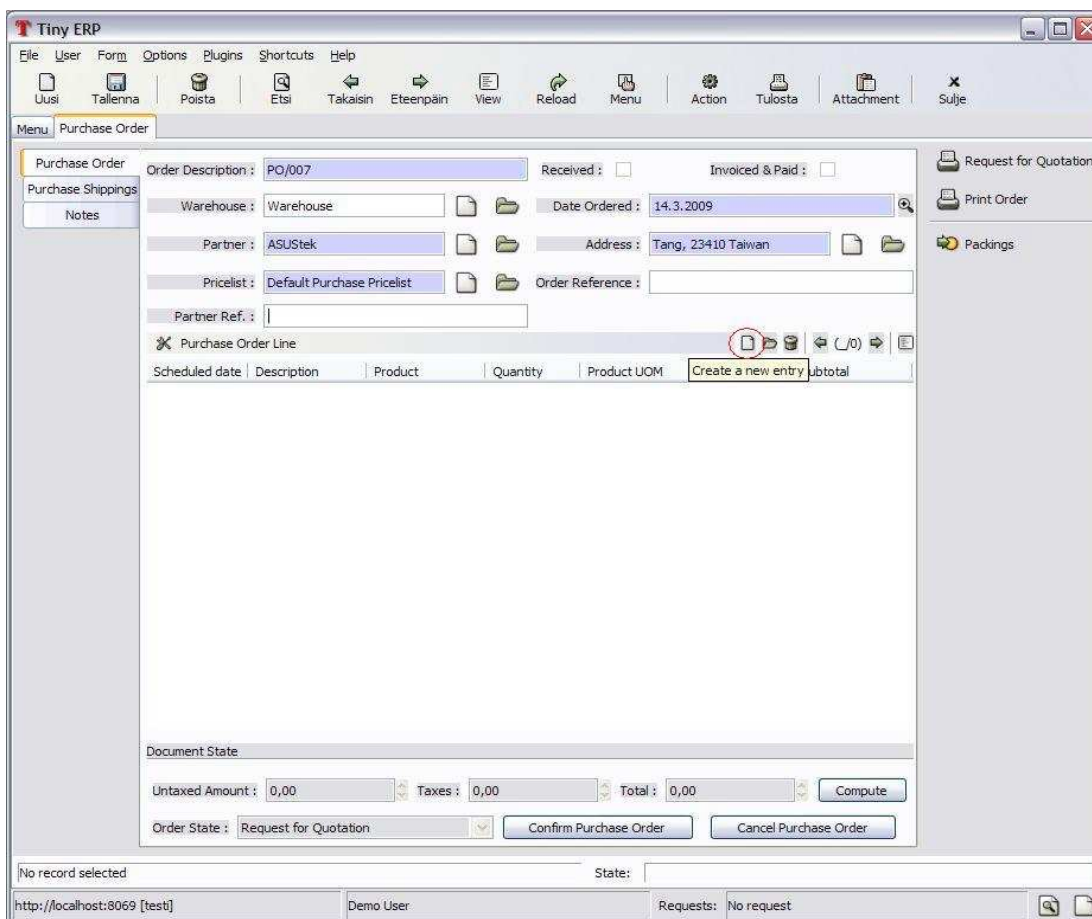 Tiny ERP
File User Form Options Plugins Shortcuts Help
Uusi Tallenna Poista Etsi Takaisin Eteenpäin View Reload Menu Action Tulosta Attachment Sulje
Menu Purchase Order
Purchase Order
Purchase Shippings
Notes
Order Description : PO/007 Received : Invoiced & Paid :
Warehouse : Warehouse Date Ordered : 14.3.2009
Partner : ASUStek Address : Tang, 23410 Taiwan
Pricelist : Default Purchase Pricelist Order Reference :
Partner Ref. :
Purchase Order Line (_/0)
Scheduled date Description Product Quantity Product UOM Create a new entry ubtotal
Request for Quotation
Print Order
Packings
Document State
Untaxed Amount : 0,00 Taxes : 0,00 Total : 0,00 Compute
Order State : Request for Quotation Confirm Purchase Order Cancel Purchase Order
No record selected State:
http://localhost:8069 [testi] Demo User Requests: No request